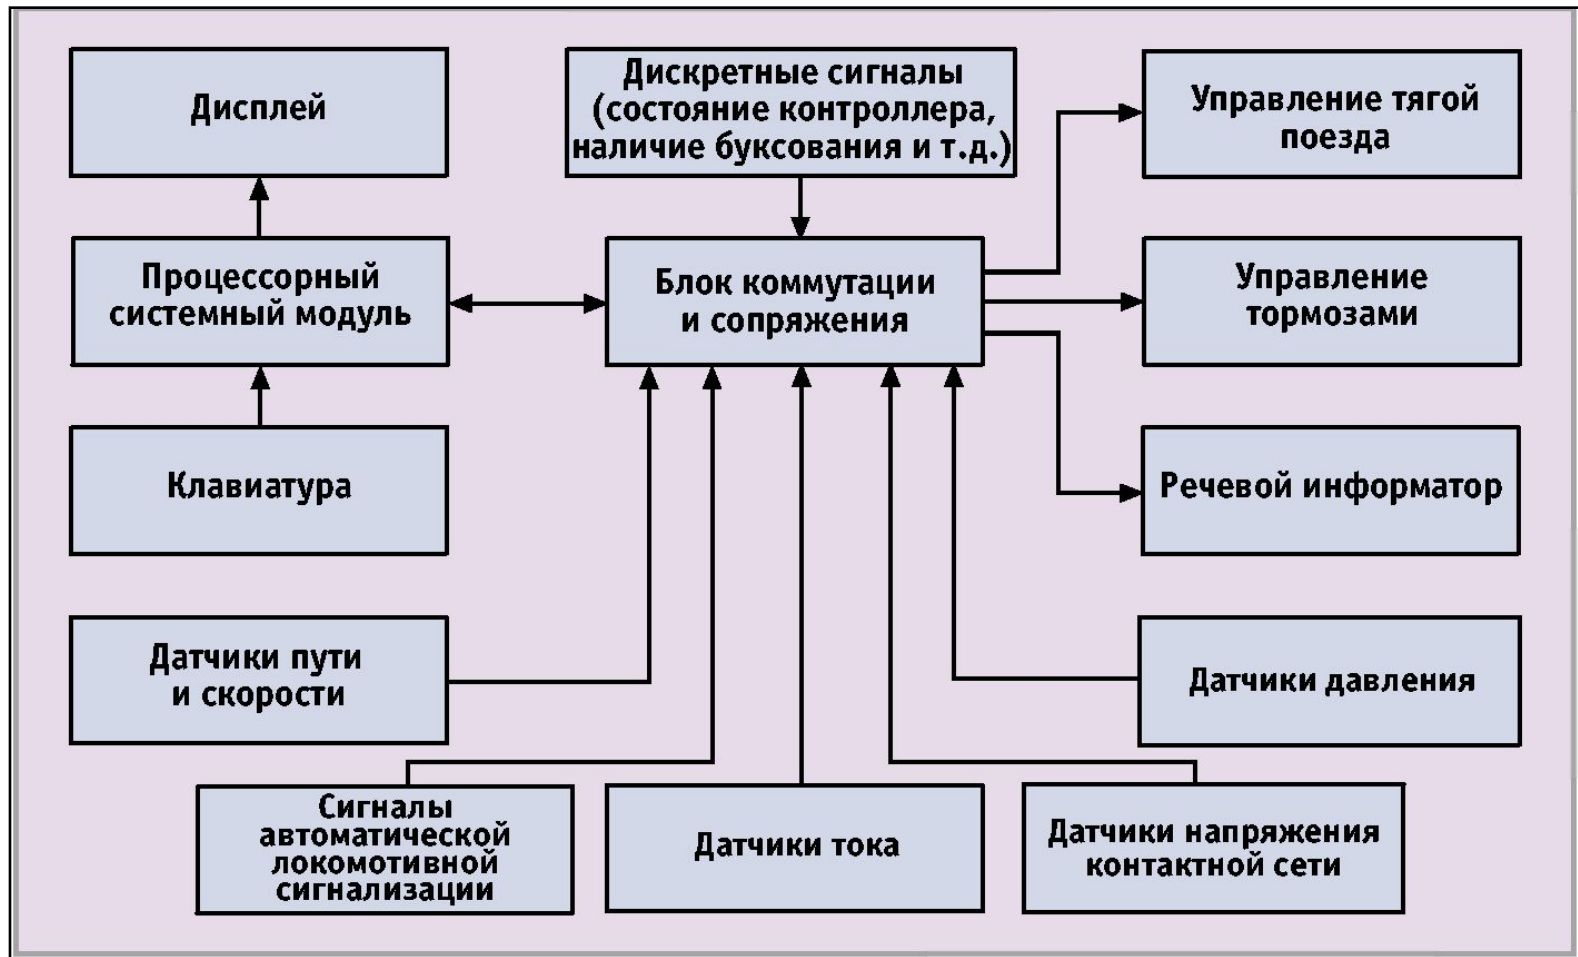 Дисплей
Дискретные сигналы
(состояние контроллера,
наличие буксования и т.д.)
Управление тягой
поезда
Процессорный
системный модуль
Блок коммутации
и сопряжения
Управление
тормозами
Клавиатура
Речевой информатор
Датчики пути
и скорости
Датчики давления
Сигналы
автоматической
локомотивной
сигнализации
Датчики тока
Датчики напряжения
контактной сети